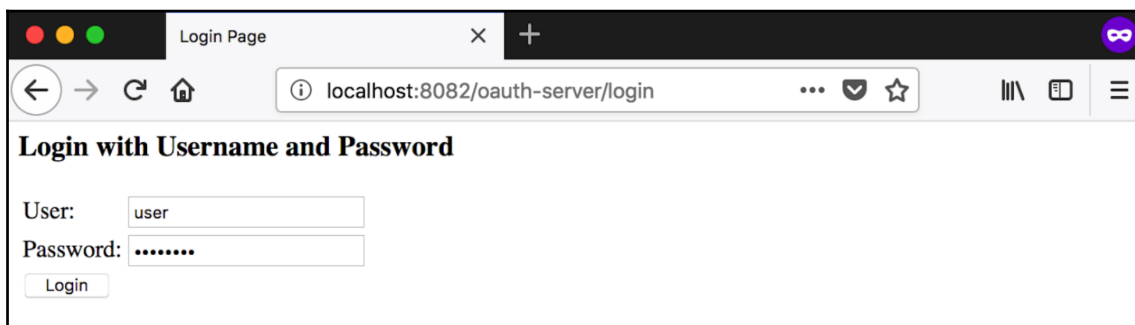 Login Page
localhost:8082/oauth-server/login
Login with Username and Password
User: user
Password: ••••••••
Login